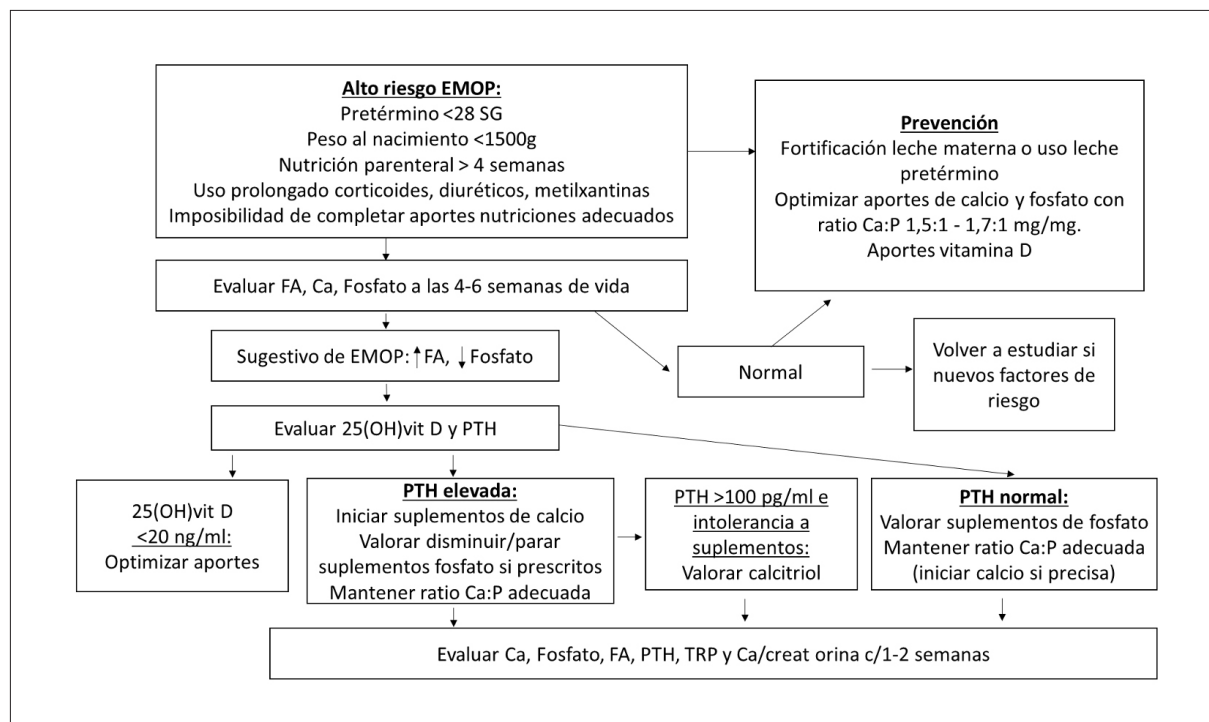 Alto riesgo EMOP:
Pretérmino <28 SG
Peso al nacimiento <1500g
Nutrición parenteral > 4 semanas
Uso prolongado corticoides, diuréticos, metilxantinas
Imposibilidad de completar aportes nutriciones adecuados
Prevención
Fortificación leche materna o uso leche
pretérmino
Optimizar aportes de calcio y fosfato con
ratio Ca:P 1,5:1 - 1,7:1 mg/mg.
Aportes vitamina D
Evaluar FA, Ca, Fosfato a las 4-6 semanas de vida
Sugestivo de EMOP: ↑FA, ↓ Fosfato
Normal
Volver a estudiar si
nuevos factores de
riesgo
Evaluar 25(OH)vit D y PTH
25(OH)vit D
<20 ng/ml:
Optimizar aportes
PTH elevada:
Iniciar suplementos de calcio
Valorar disminuir/parar
suplementos fosfato si prescritos
Mantener ratio Ca:P adecuada
PTH >100 pg/ml e
intolerancia a
suplementos:
Valorar calcitriol
PTH normal:
Valorar suplementos de fosfato
Mantener ratio Ca:P adecuada
(iniciar calcio si precisa)
Evaluar Ca, Fosfato, FA, PTH, TRP y Ca/creat orina c/1-2 semanas